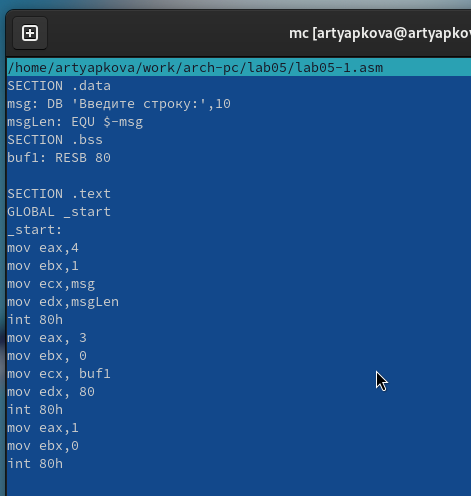 mc [artyapkova@artyapkov
/home/artyapkova/work/arch-pc/lab05/lab05-1.asm
SECTION .data
msg: DB 'Введите строку:',10
msgLen: EQU $-msg
SECTION .bss
buf1: RESB 80
SECTION .text
GLOBAL _start
_start:
mov eax,4
mov ebx,1
mov ecx,msg
mov edx,msgLen
int 80h
mov eax, 3
mov ebx, 0
mov ecx, buf1
mov edx, 80
int 80h
mov eax,1
mov ebx,0
int 80h